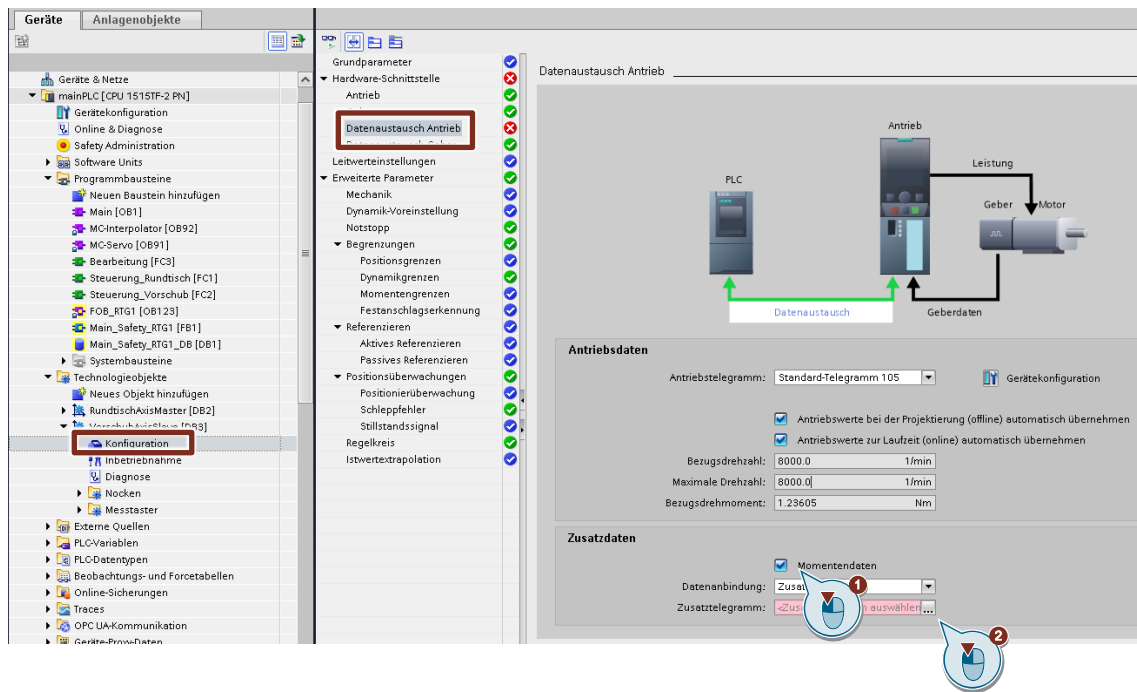 Geräte
Anlagenobjekte
Geräte & Netze
mainPLC [CPU 1515TF-2 PN]
Gerätekonfiguration
Online & Diagnose
Safety Administration
Software Units
Programmbausteine
Neuen Baustein hinzufügen
Main [OB1]
MC-Interpolator [OB92]
MC-Servo [OB91]
Bearbeitung [FC3]
Steuerung_Rundtisch [FC1]
Steuerung_Vorschub [FC2]
FOB_RTG1 [OB123]
Main_Safety_RTG1 [FB1]
Main_Safety_RTG1_DB [DB1]
Systembausteine
Technologieobjekte
Neues Objekt hinzufügen
RundtischAxisMaster [DB2]
VorschubAxisSlave [DB3]
Konfiguration
Inbetriebnahme
Diagnose
Nocken
Messtaster
Externe Quellen
PLC-Variablen
PLC-Datentypen
Beobachtungs- und Forcetabellen
Online-Sicherungen
Traces
OPC UA-Kommunikation
Geräte-Proxy-Daten
Grundparameter
Hardware-Schnittstelle
Antrieb
Datenaustausch Antrieb
Leitwerteinstellungen
Erweiterte Parameter
Mechanik
Dynamik-Voreinstellung
Notstopp
Begrenzungen
Positionsgrenzen
Dynamikgrenzen
Momentengrenzen
Festanschlagserkennung
Referenzieren
Aktives Referenzieren
Passives Referenzieren
Positionsüberwachungen
Positionierüberwachung
Schleppfehler
Stillstandssignal
Regelkreis
Istwertextrapolation
Datenaustausch Antrieb
Antrieb
Leistung
PLC
Geber
Motor
Datenaustausch
Geberdaten
Antriebsdaten
Antriebstelegramm: Standard-Telegramm 105
Gerätekonfiguration
Antriebswerte bei der Projektierung (offline) automatisch übernehmen
Antriebswerte zur Laufzeit (online) automatisch übernehmen
Bezugsdrehzahl: 8000.0 1/min
Maximale Drehzahl: 8000.0 1/min
Bezugsdrehmoment: 1.23605 Nm
Zusatzdaten
Momentendaten
1
Datenanbindung:
Zusatztelegramm: auswählen ...
2